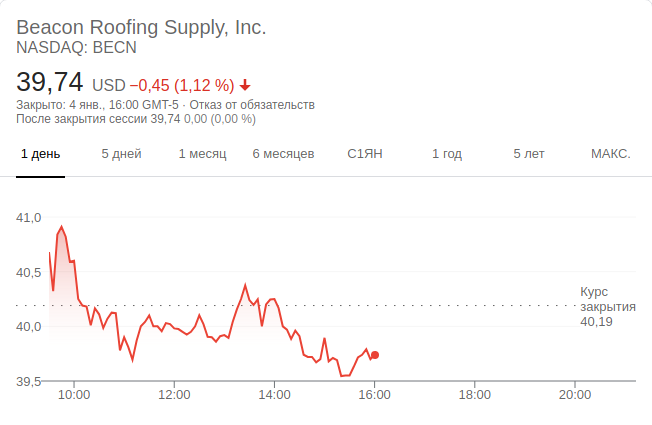 Beacon Roofing Supply, Inc.
NASDAQ: BECN
39,74 USD −0,45 (1,12 %)
Закрыто: 4 янв., 16:00 GMT-5 · Отказ от обязательств
После закрытия сессии 39,74 0,00 (0,00 %)
1 день 5 дней 1 месяц 6 месяцев С1ЯН 1 год 5 лет МАКС.
41,0
40,5
Курс
закрытия
40,19
40,0
39,5
10:00 12:00 14:00 16:00 18:00 20:00